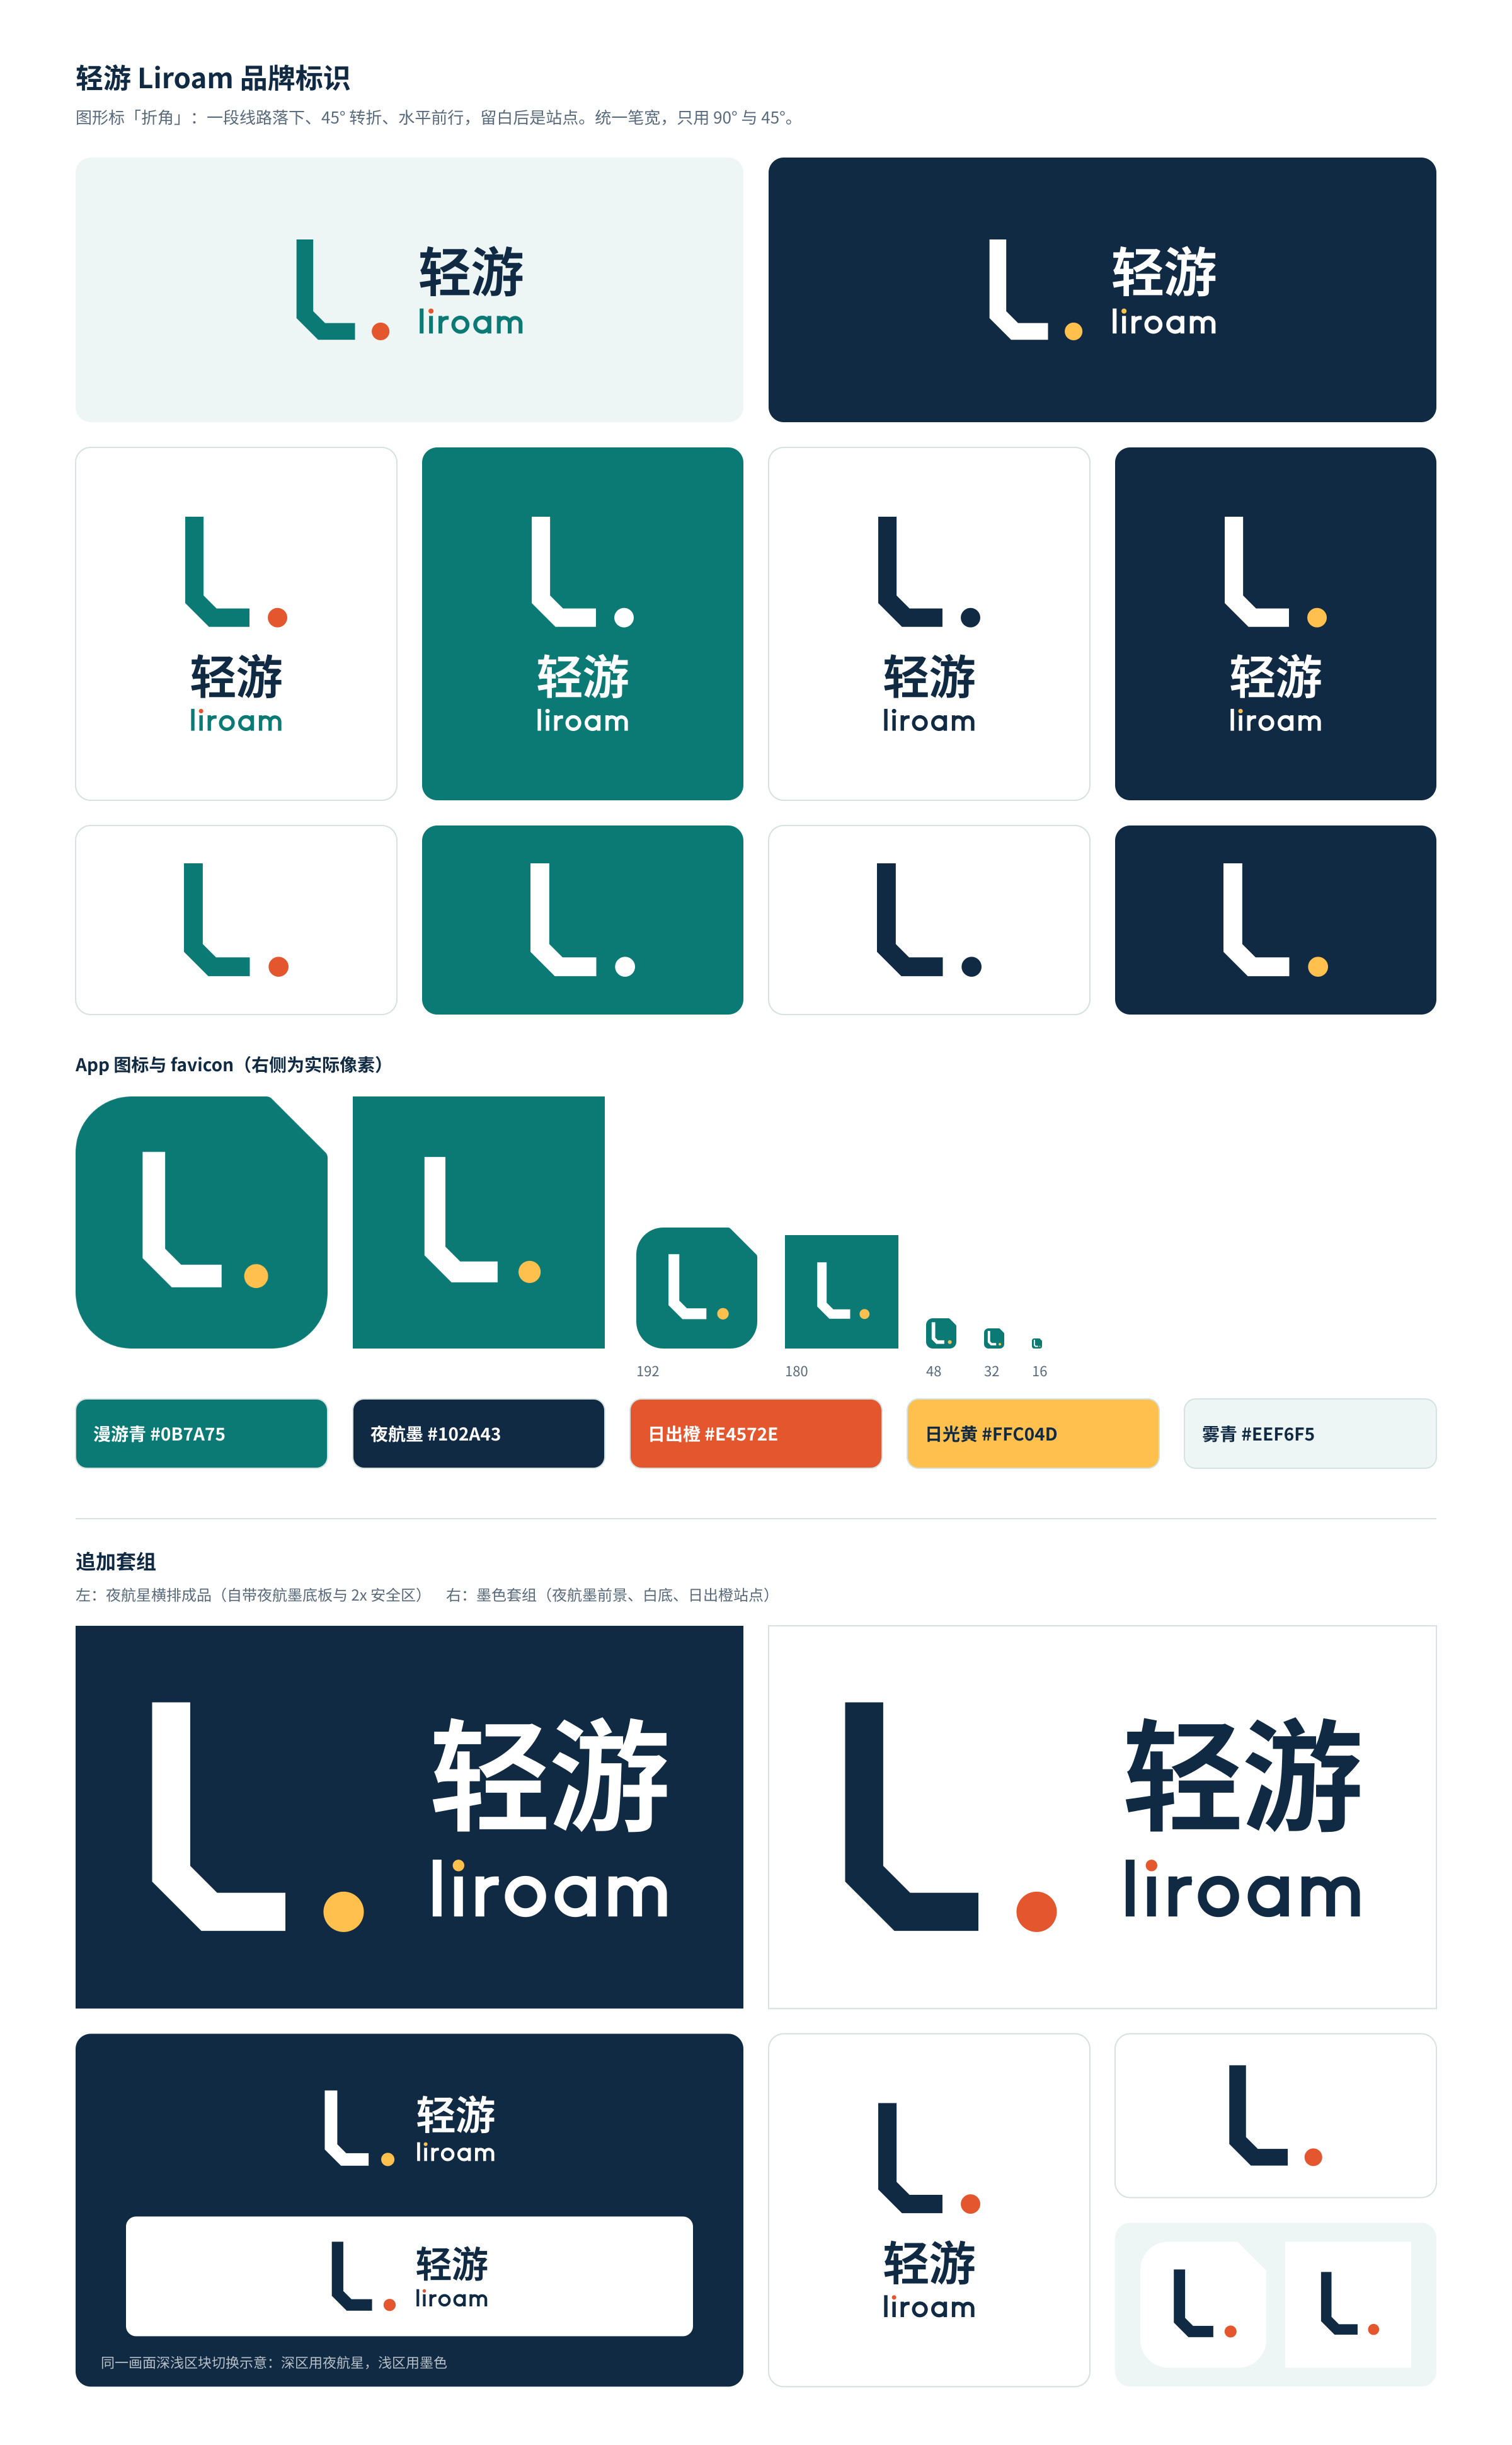 轻游 Liroam 品牌标识
图形标「折角」：一段线路落下、45° 转折、水平前行，留白后是站点。统一笔宽，只用 90° 与 45°。
轻游
liroam
轻游
liroam
轻游
liroam
轻游
liroam
轻游
liroam
轻游
liroam
App 图标与 favicon（右侧为实际像素）
192
180
48
32
16
漫游青 #0B7A75
夜航墨 #102A43
日出橙 #E4572E
日光黄 #FFC04D
雾青 #EEF6F5
追加套组
左：夜航星横排成品（自带夜航墨底板与 2x 安全区） 右：墨色套组（夜航墨前景、白底、日出橙站点）
轻游
liroam
轻游
liroam
轻游
liroam
轻游
liroam
同一画面深浅区块切换示意：深区用夜航星，浅区用墨色
轻游
liroam